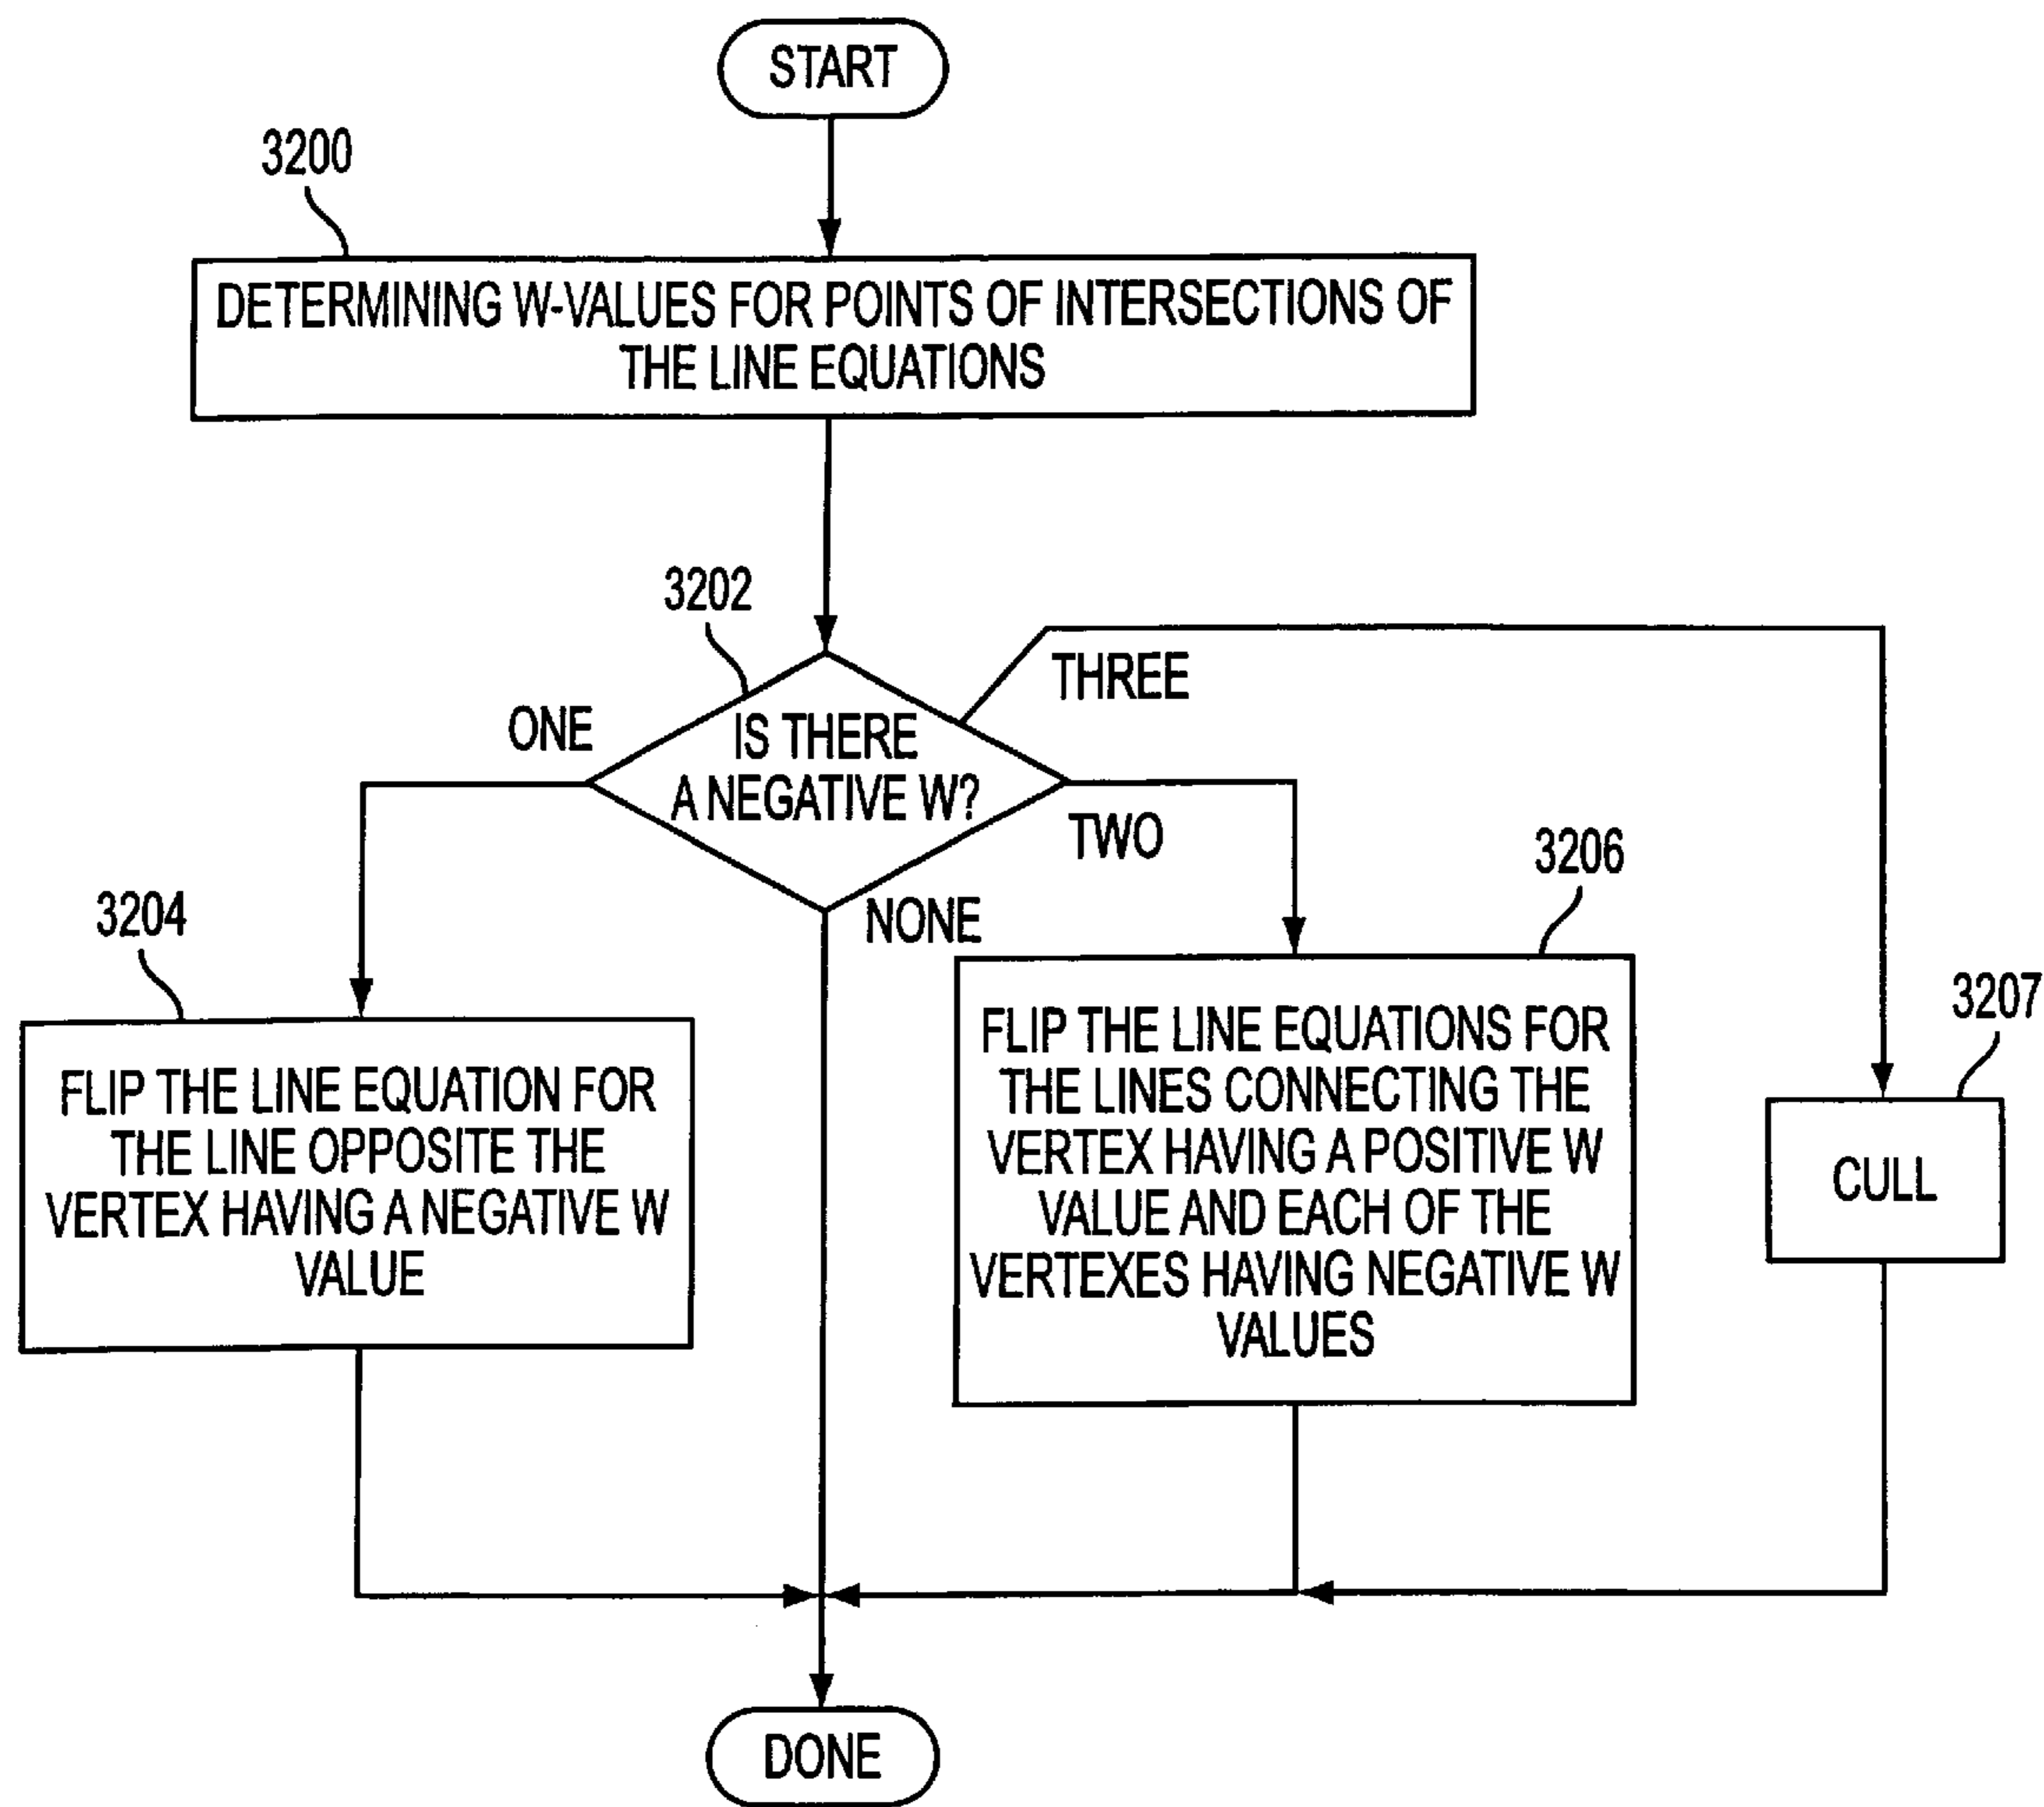 START
3200
DETERMINING W-VALUES FOR POINTS OF INTERSECTIONS OF
THE LINE EQUATIONS
3202
THREE
ONE
IS THERE
A NEGATIVE W?
TWO
NONE
3204
FLIP THE LINE EQUATION FOR
THE LINE OPPOSITE THE
VERTEX HAVING A NEGATIVE W
VALUE
3206
FLIP THE LINE EQUATIONS FOR
THE LINES CONNECTING THE
VERTEX HAVING A POSITIVE W
VALUE AND EACH OF THE
VERTEXES HAVING NEGATIVE W
VALUES
3207
CULL
DONE